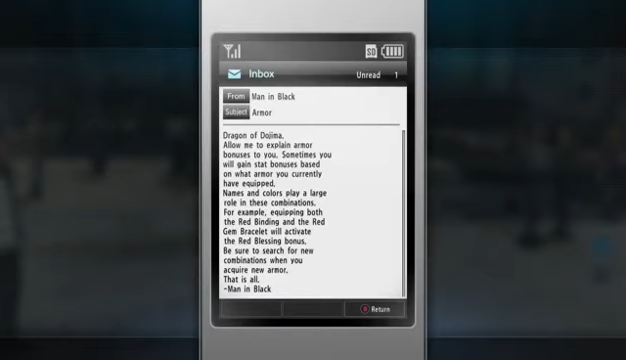 SD
Inbox
Unread 1
From Man in Black
Subject Armor
Dragon of Dojima,
Allow me to explain armor
bonuses to you. Sometimes you
will gain stat bonuses based
on what armor you currently
have equipped.
Names and colors play a large
role in these combinations.
For example, equipping both
the Red Binding and the Red
Gem Bracelet will activate
the Red Blessing bonus.
Be sure to search for new
combinations when you
acquire new armor.
That is all.
-Man in Black
Return